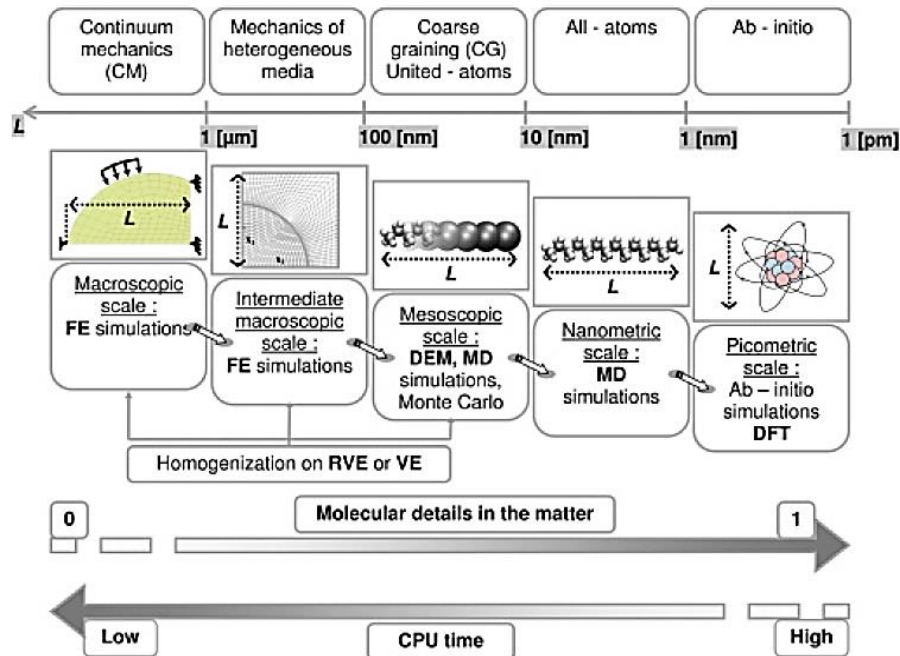 Continuum
mechanics
(CM)
Mechanics of
heterogeneous
media
Coarse
graining (CG)
United - atoms
All - atoms
Ab - initio
L
1 [µm]
100 [nm]
10 [nm]
1 [nm]
1 [pm]
L
L
L
L
L
Macroscopic
scale :
FE simulations
Intermediate
macroscopic
scale :
FE simulations
Mesoscopic
scale :
DEM, MD
simulations,
Monte Carlo
Nanometric
scale :
MD
simulations
Picometric
scale :
Ab – initio
simulations
DFT
Homogenization on RVE or VE
0
Molecular details in the matter
1
Low
CPU time
High